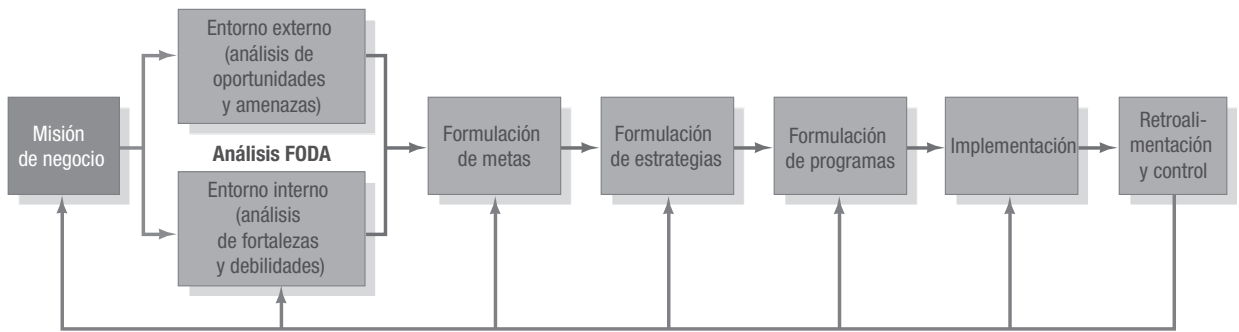 Misión
de negocio
Entorno externo
(análisis de
oportunidades
y amenazas)
Análisis FODA
Entorno interno
(análisis
de fortalezas
y debilidades)
Formulación
de metas
Formulación
de estrategias
Formulación
de programas
Implementación
Retroali-
mentación
y control